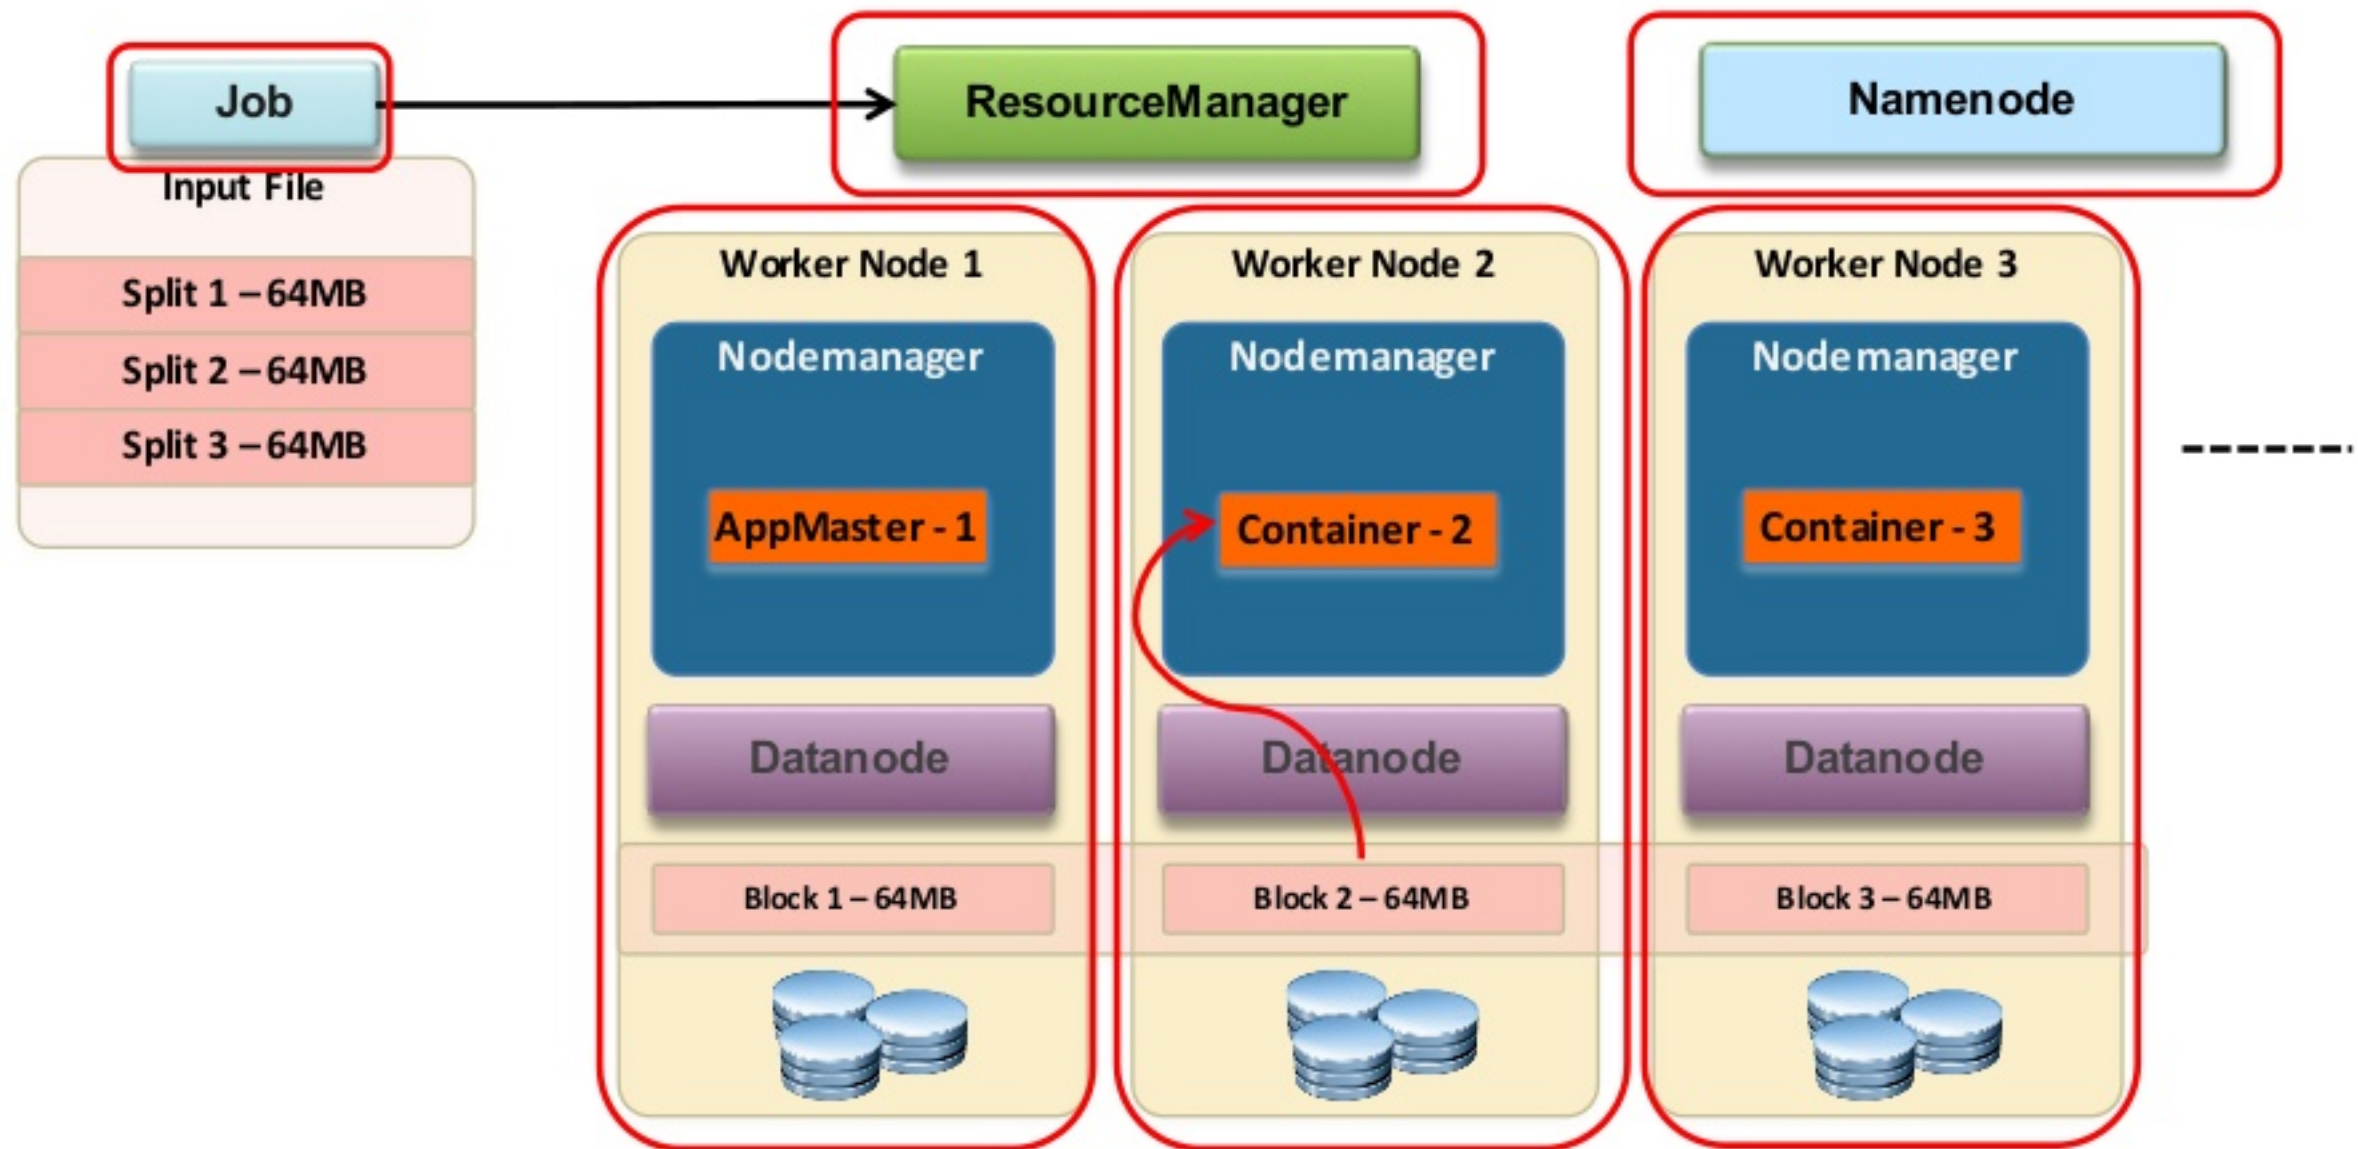 Job
ResourceManager
Namenode
Input File
Split 1 – 64MB
Split 2 – 64MB
Split 3 – 64MB
Worker Node 1
Nodemanager
AppMaster - 1
Datanode
Block 1 – 64MB
Worker Node 2
Nodemanager
Container - 2
Datanode
Block 2 – 64MB
Worker Node 3
Nodemanager
Container - 3
Datanode
Block 3 – 64MB